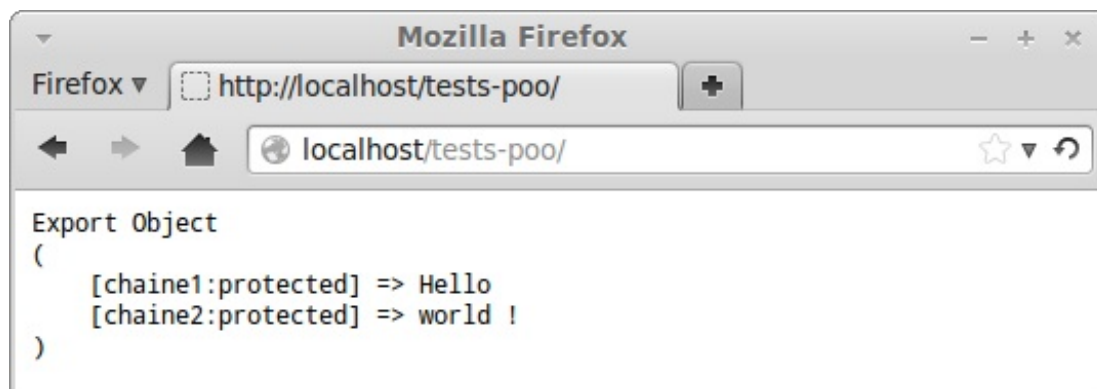 Mozilla Firefox
Firefox
http://localhost/tests-poo/
localhost/tests-poo/
Export Object
(
    [chaine1:protected] => Hello
    [chaine2:protected] => world !
)